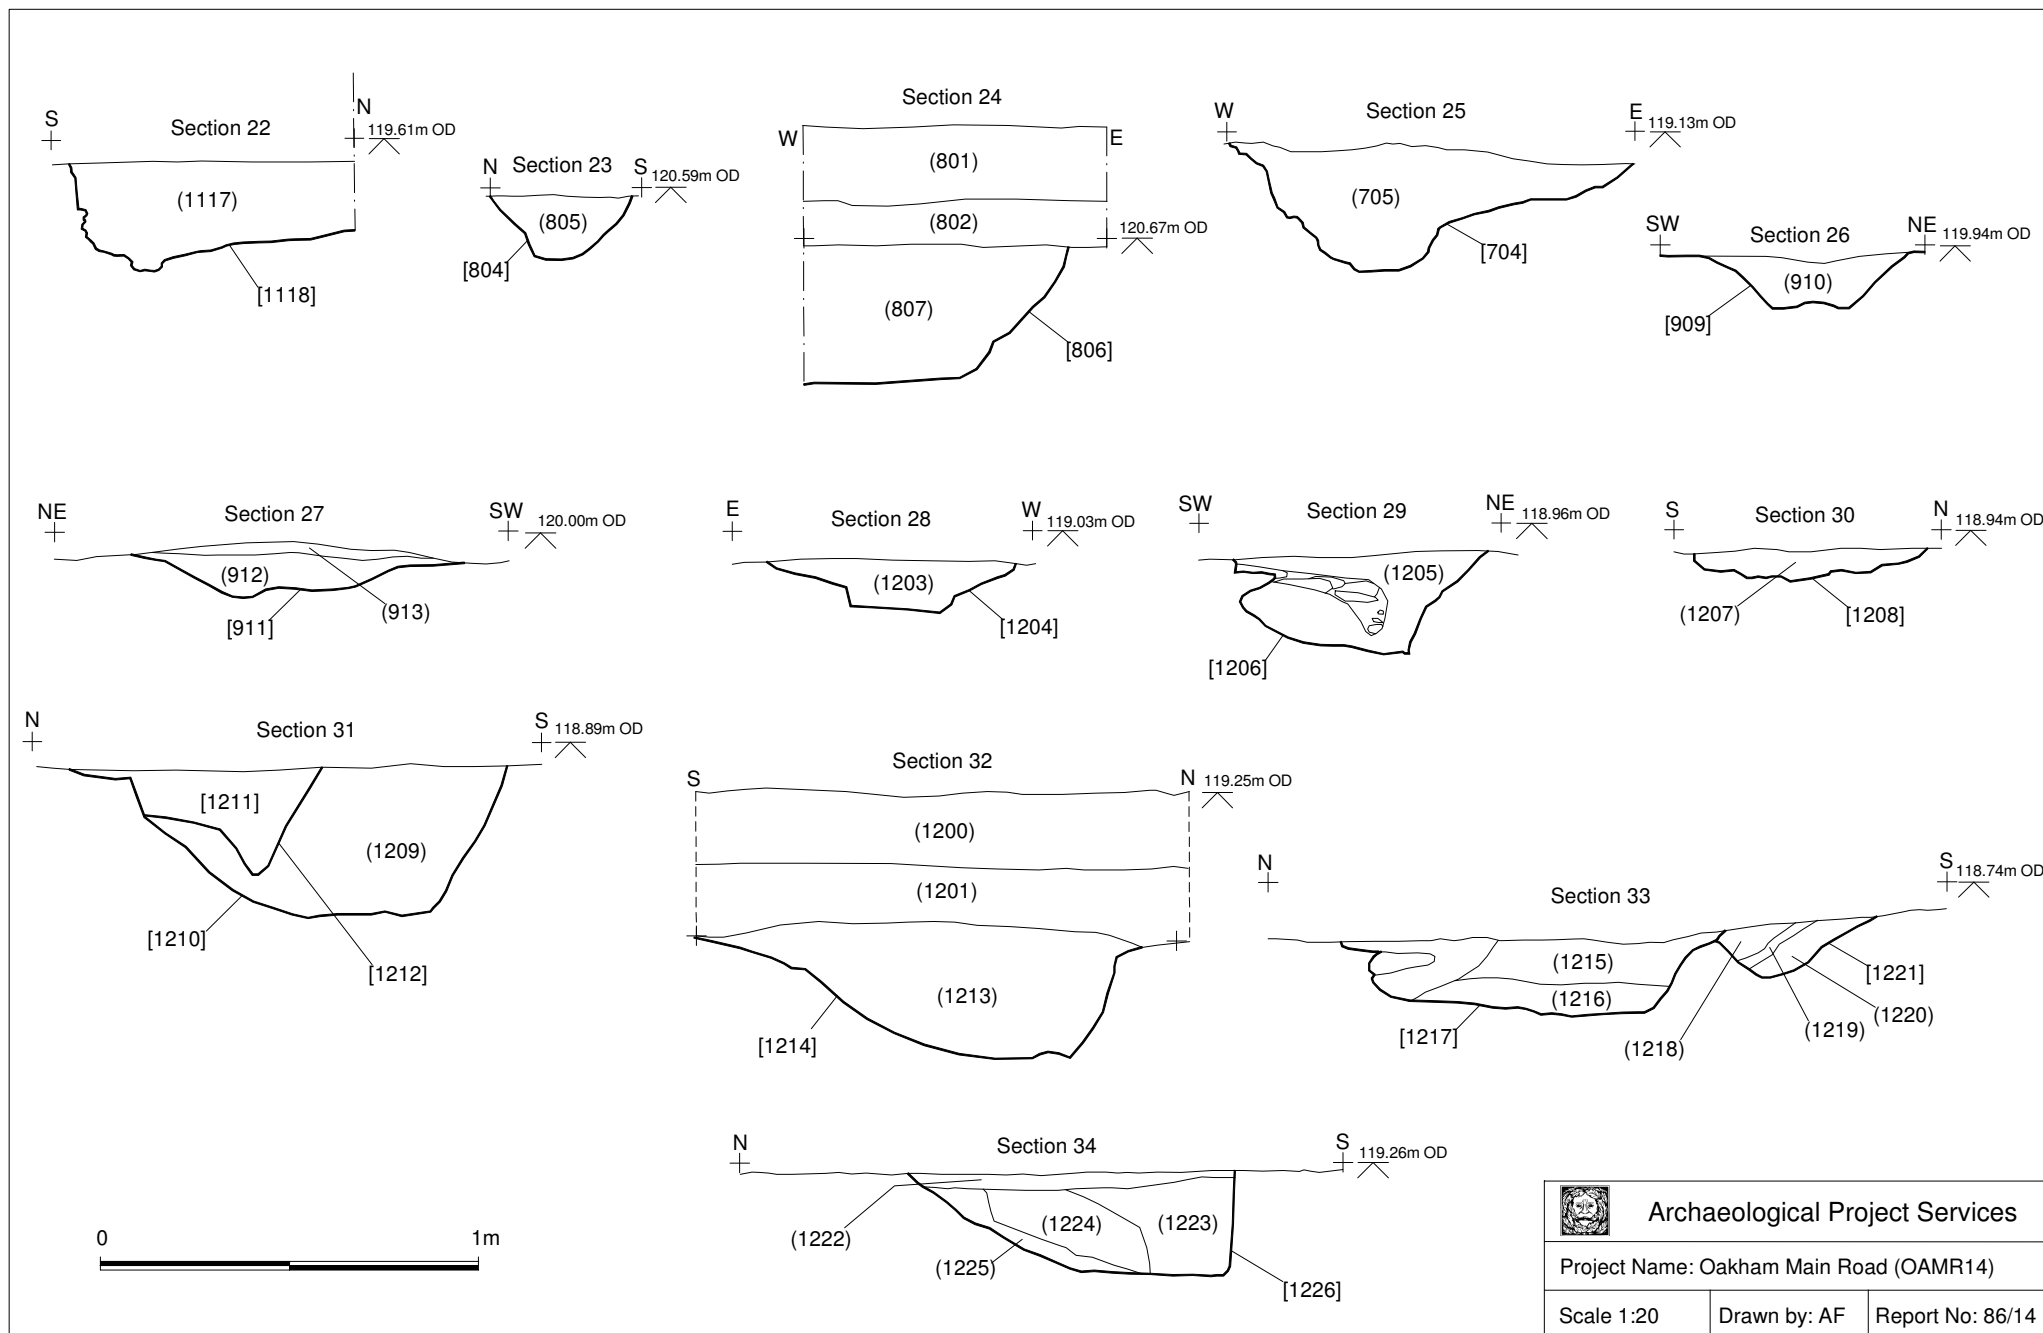 S
N
Section 22
119.61m OD
(1117)
[1118]
N
Section 23
S
120.59m OD
(805)
[804]
Section 24
W
E
(801)
(802)
120.67m OD
(807)
[806]
W
Section 25
E
119.13m OD
(705)
[704]
SW
Section 26
NE
119.94m OD
(910)
[909]
NE
Section 27
SW
120.00m OD
(912)
[911]
(913)
E
Section 28
W
119.03m OD
(1203)
[1204]
SW
Section 29
NE
118.96m OD
(1205)
[1206]
S
Section 30
N
118.94m OD
(1207)
[1208]
N
Section 31
S
118.89m OD
[1211]
(1209)
[1210]
[1212]
Section 32
S
N
119.25m OD
(1200)
(1201)
(1213)
[1214]
N
Section 33
S
118.74m OD
(1215)
(1216)
[1217]
(1218)
(1219)
(1220)
[1221]
N
Section 34
S
119.26m OD
(1222)
(1224)
(1223)
(1225)
[1226]
0
1m
Archaeological Project Services
Project Name: Oakham Main Road (OAMR14)
Scale 1:20
Drawn by: AF
Report No: 86/14